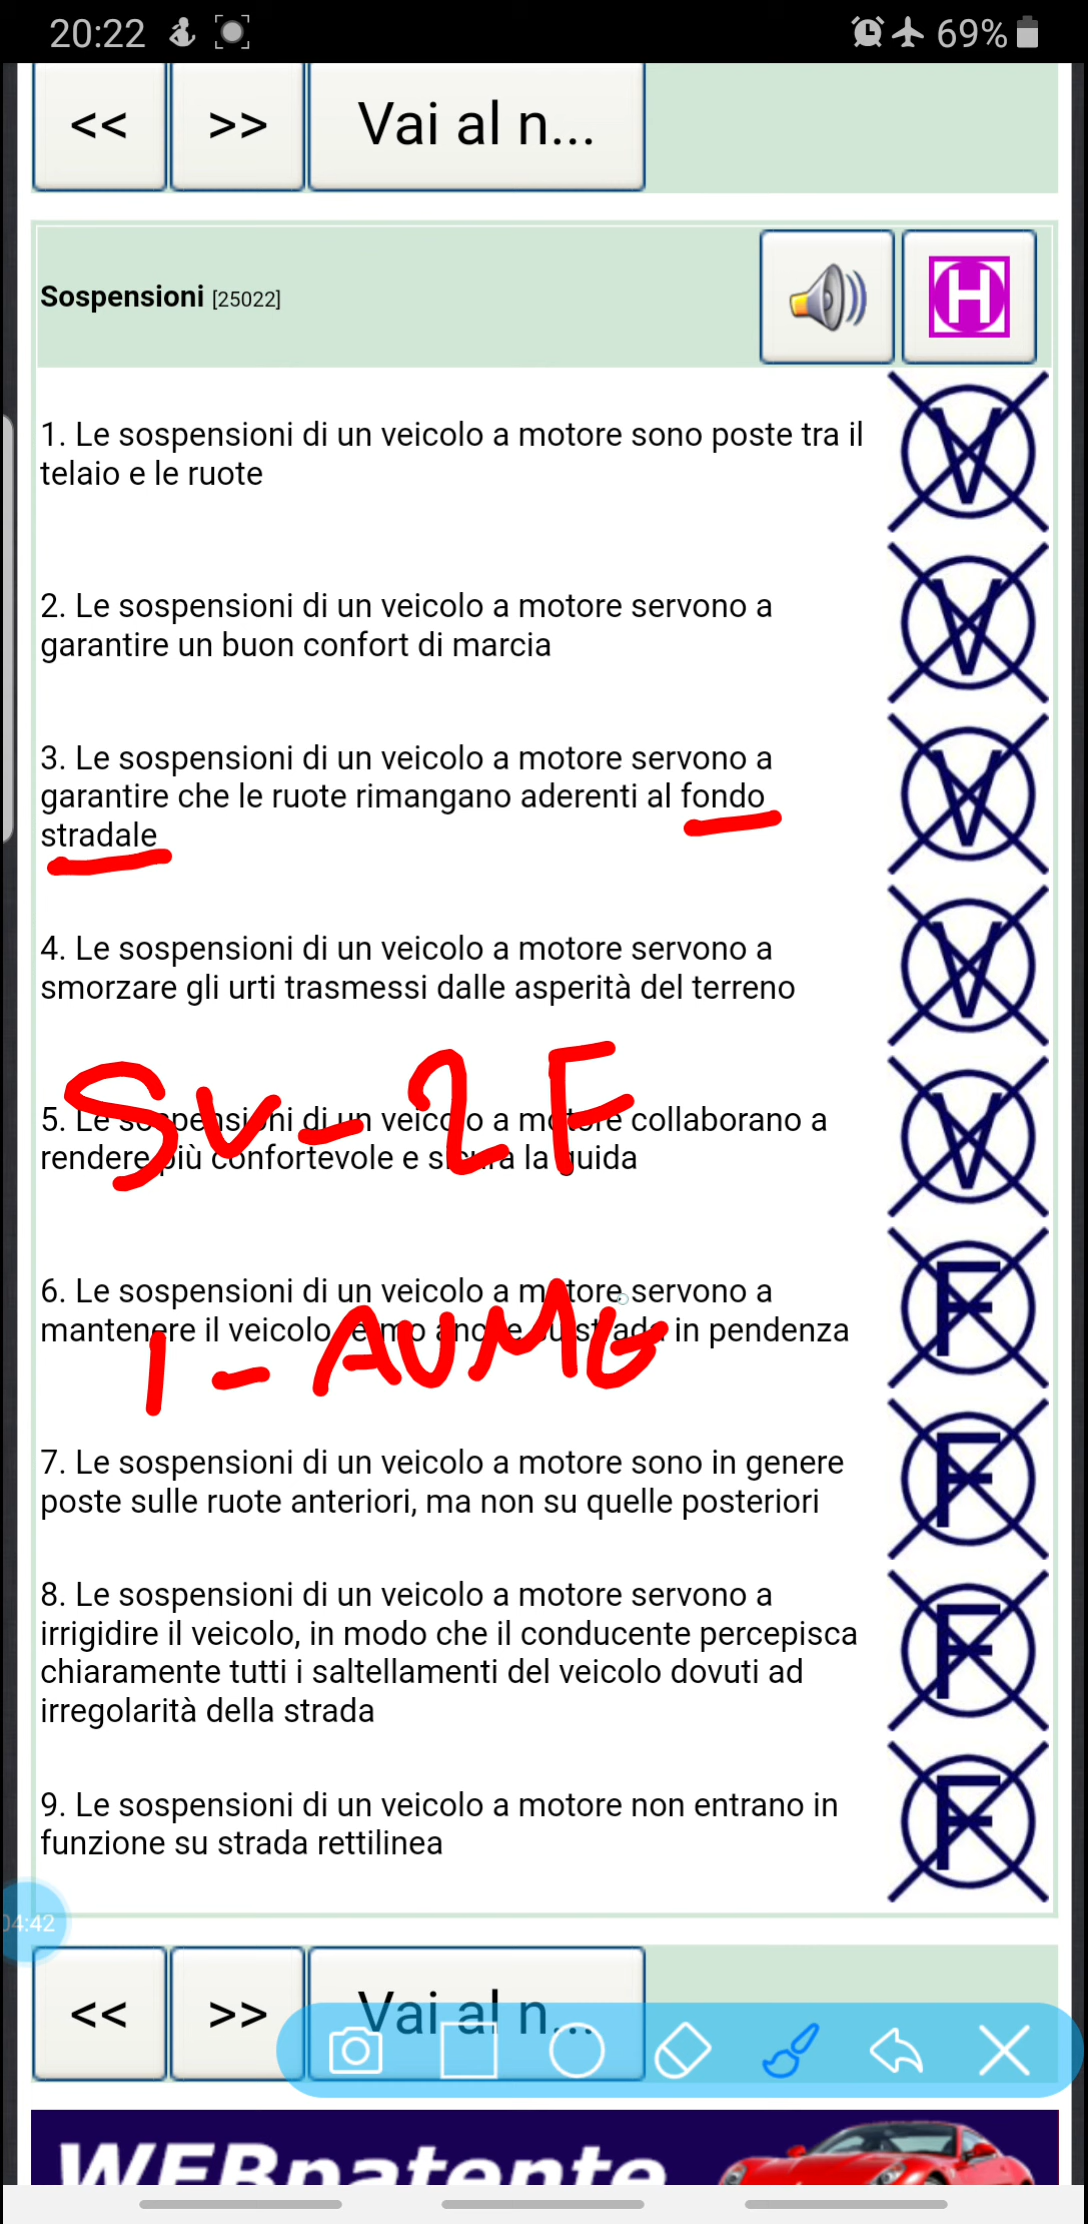 20:22 69%
<< >> Vai al n...
Sospensioni [25022]
H
1. Le sospensioni di un veicolo a motore sono poste tra il
telaio e le ruote
V
2. Le sospensioni di un veicolo a motore servono a
garantire un buon confort di marcia
V
3. Le sospensioni di un veicolo a motore servono a
garantire che le ruote rimangano aderenti al fondo
stradale
V
4. Le sospensioni di un veicolo a motore servono a
smorzare gli urti trasmessi dalle asperità del terreno
V
SV-2F
5. Le sospensioni di un veicolo a motore collaborano a
rendere più confortevole e sicura la guida
V
6. Le sospensioni di un veicolo a motore servono a
mantenere il veicolo fermo anche su strada in pendenza
F
1-AUMG
7. Le sospensioni di un veicolo a motore sono in genere
poste sulle ruote anteriori, ma non su quelle posteriori
F
8. Le sospensioni di un veicolo a motore servono a
irrigidire il veicolo, in modo che il conducente percepisca
chiaramente tutti i saltellamenti del veicolo dovuti ad
irregolarità della strada
F
9. Le sospensioni di un veicolo a motore non entrano in
funzione su strada rettilinea
F
04:42
<< >> Vai al n...
WEBpatente